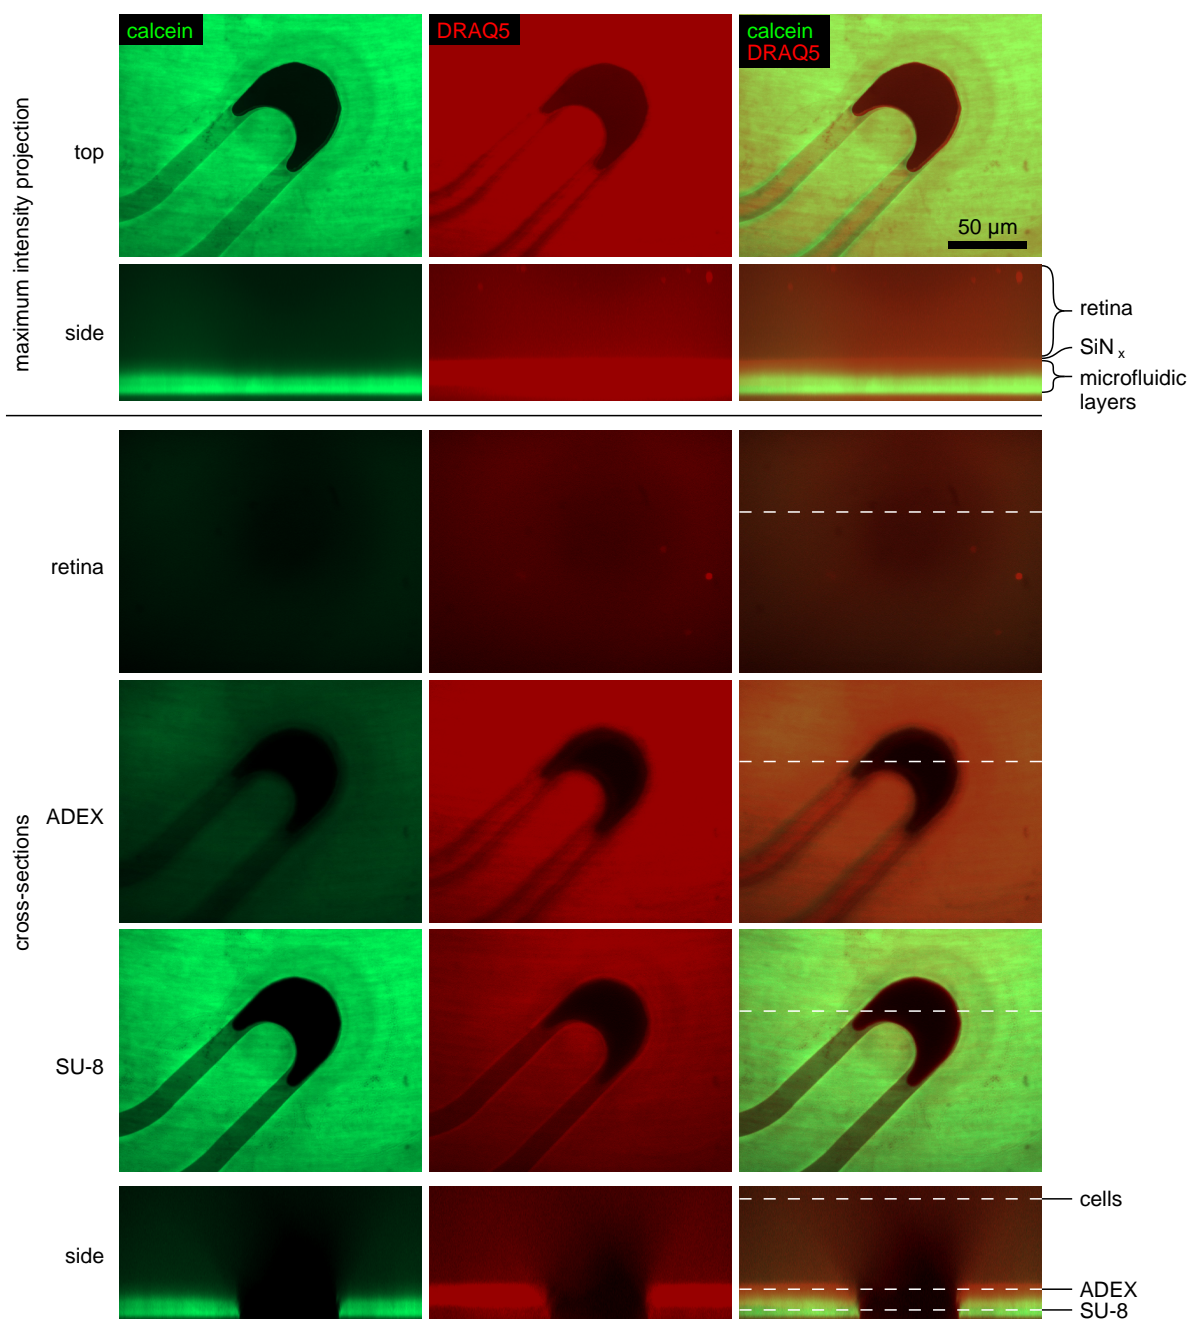 calcein
DRAQ5
calcein
DRAQ5
maximum intensity projection
top
50 µm
side
retina
SiN x
microfluidic
layers
cross-sections
retina
ADEX
SU-8
side
cells
ADEX
SU-8